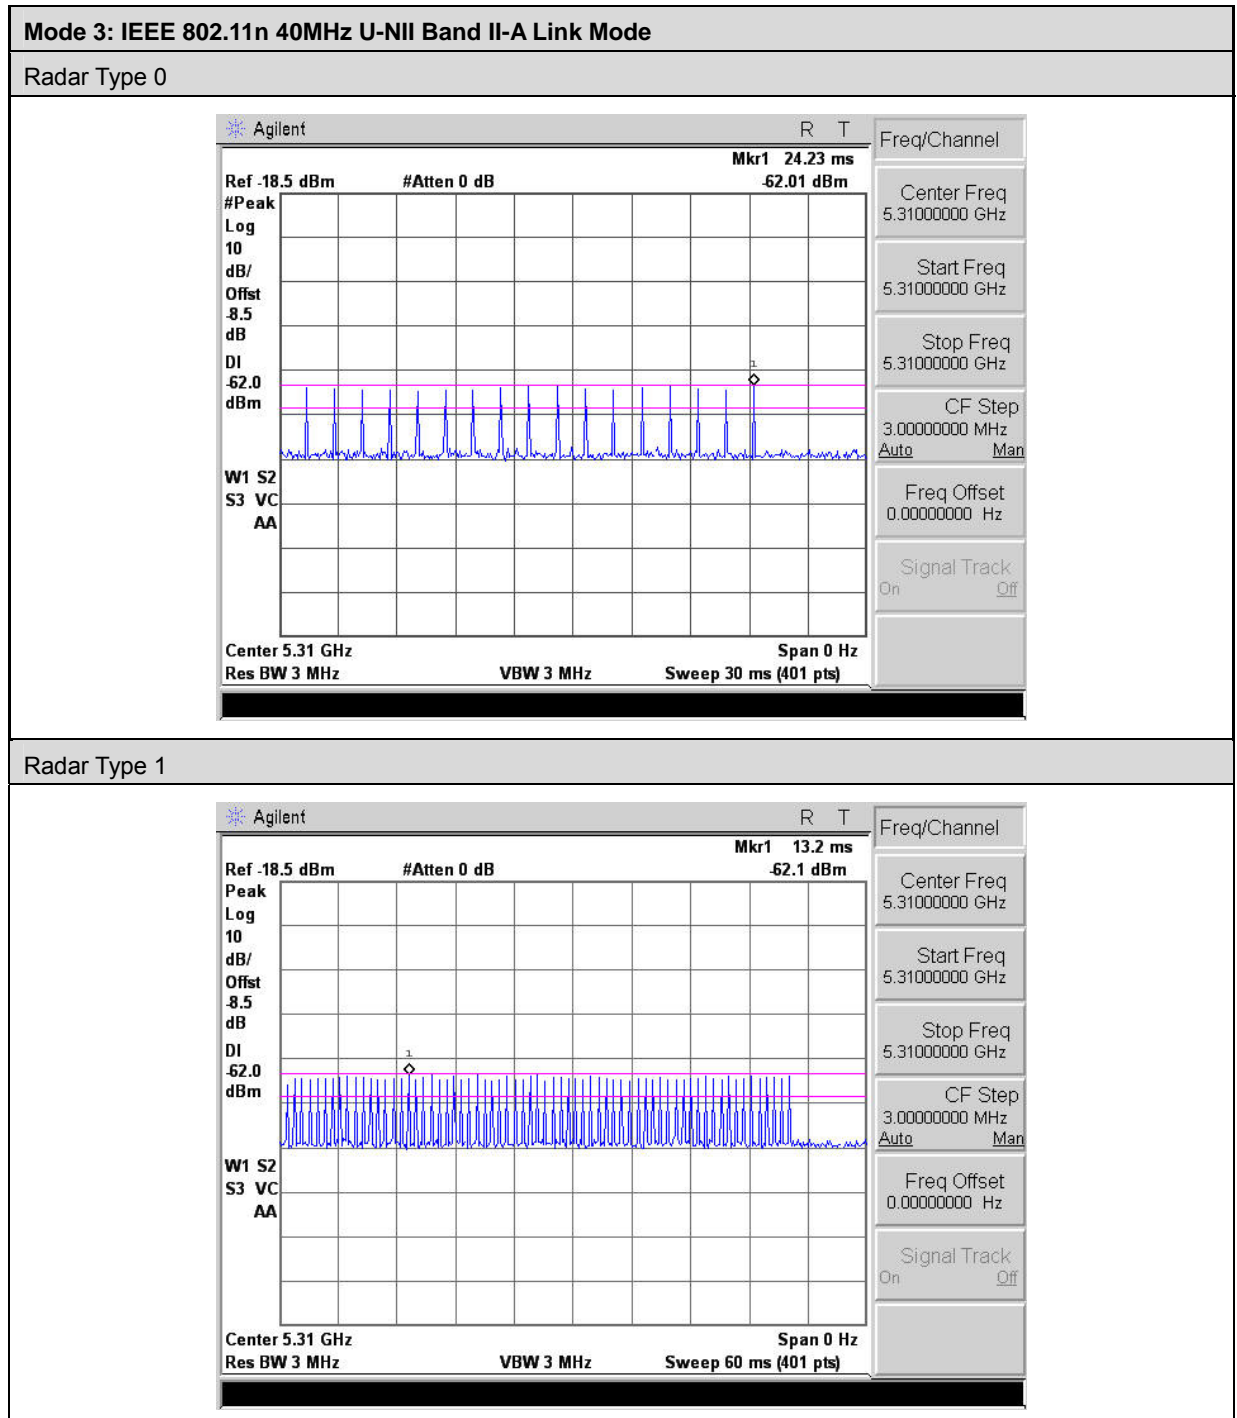 Mode 3: IEEE 802.11n 40MHz U-NII Band II-A Link Mode
Radar Type 0
Agilent R T
Mkr1 24.23 ms
Ref -18.5 dBm #Atten 0 dB -62.01 dBm
#Peak
Log
10
dB/
Offst
-8.5
dB
DI
-62.0
dBm
1
W1 S2
S3 VC
AA
Center 5.31 GHz Span 0 Hz
Res BW 3 MHz VBW 3 MHz Sweep 30 ms (401 pts)
Freq/Channel
Center Freq
5.31000000 GHz
Start Freq
5.31000000 GHz
Stop Freq
5.31000000 GHz
CF Step
3.00000000 MHz
Auto Man
Freq Offset
0.00000000 Hz
Signal Track
On Off
Radar Type 1
Agilent R T
Mkr1 13.2 ms
Ref -18.5 dBm #Atten 0 dB -62.1 dBm
Peak
Log
10
dB/
Offst
-8.5
dB
DI
-62.0
dBm
1
W1 S2
S3 VC
AA
Center 5.31 GHz Span 0 Hz
Res BW 3 MHz VBW 3 MHz Sweep 60 ms (401 pts)
Freq/Channel
Center Freq
5.31000000 GHz
Start Freq
5.31000000 GHz
Stop Freq
5.31000000 GHz
CF Step
3.00000000 MHz
Auto Man
Freq Offset
0.00000000 Hz
Signal Track
On Off